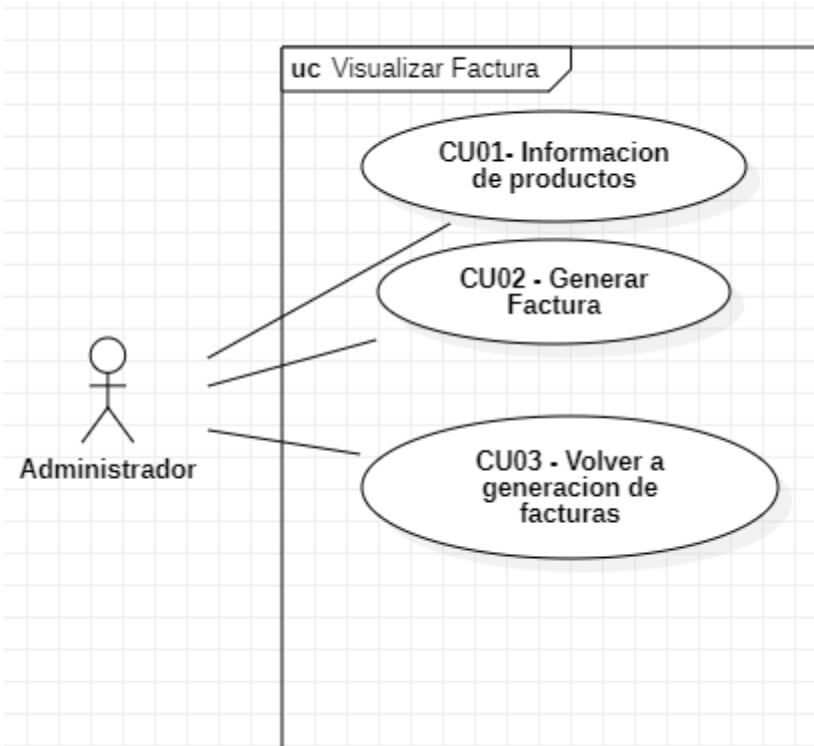 uc Visualizar Factura
CU01- Informacion
de productos
CU02 - Generar
Factura
Administrador
CU03 - Volver a
generacion de
facturas